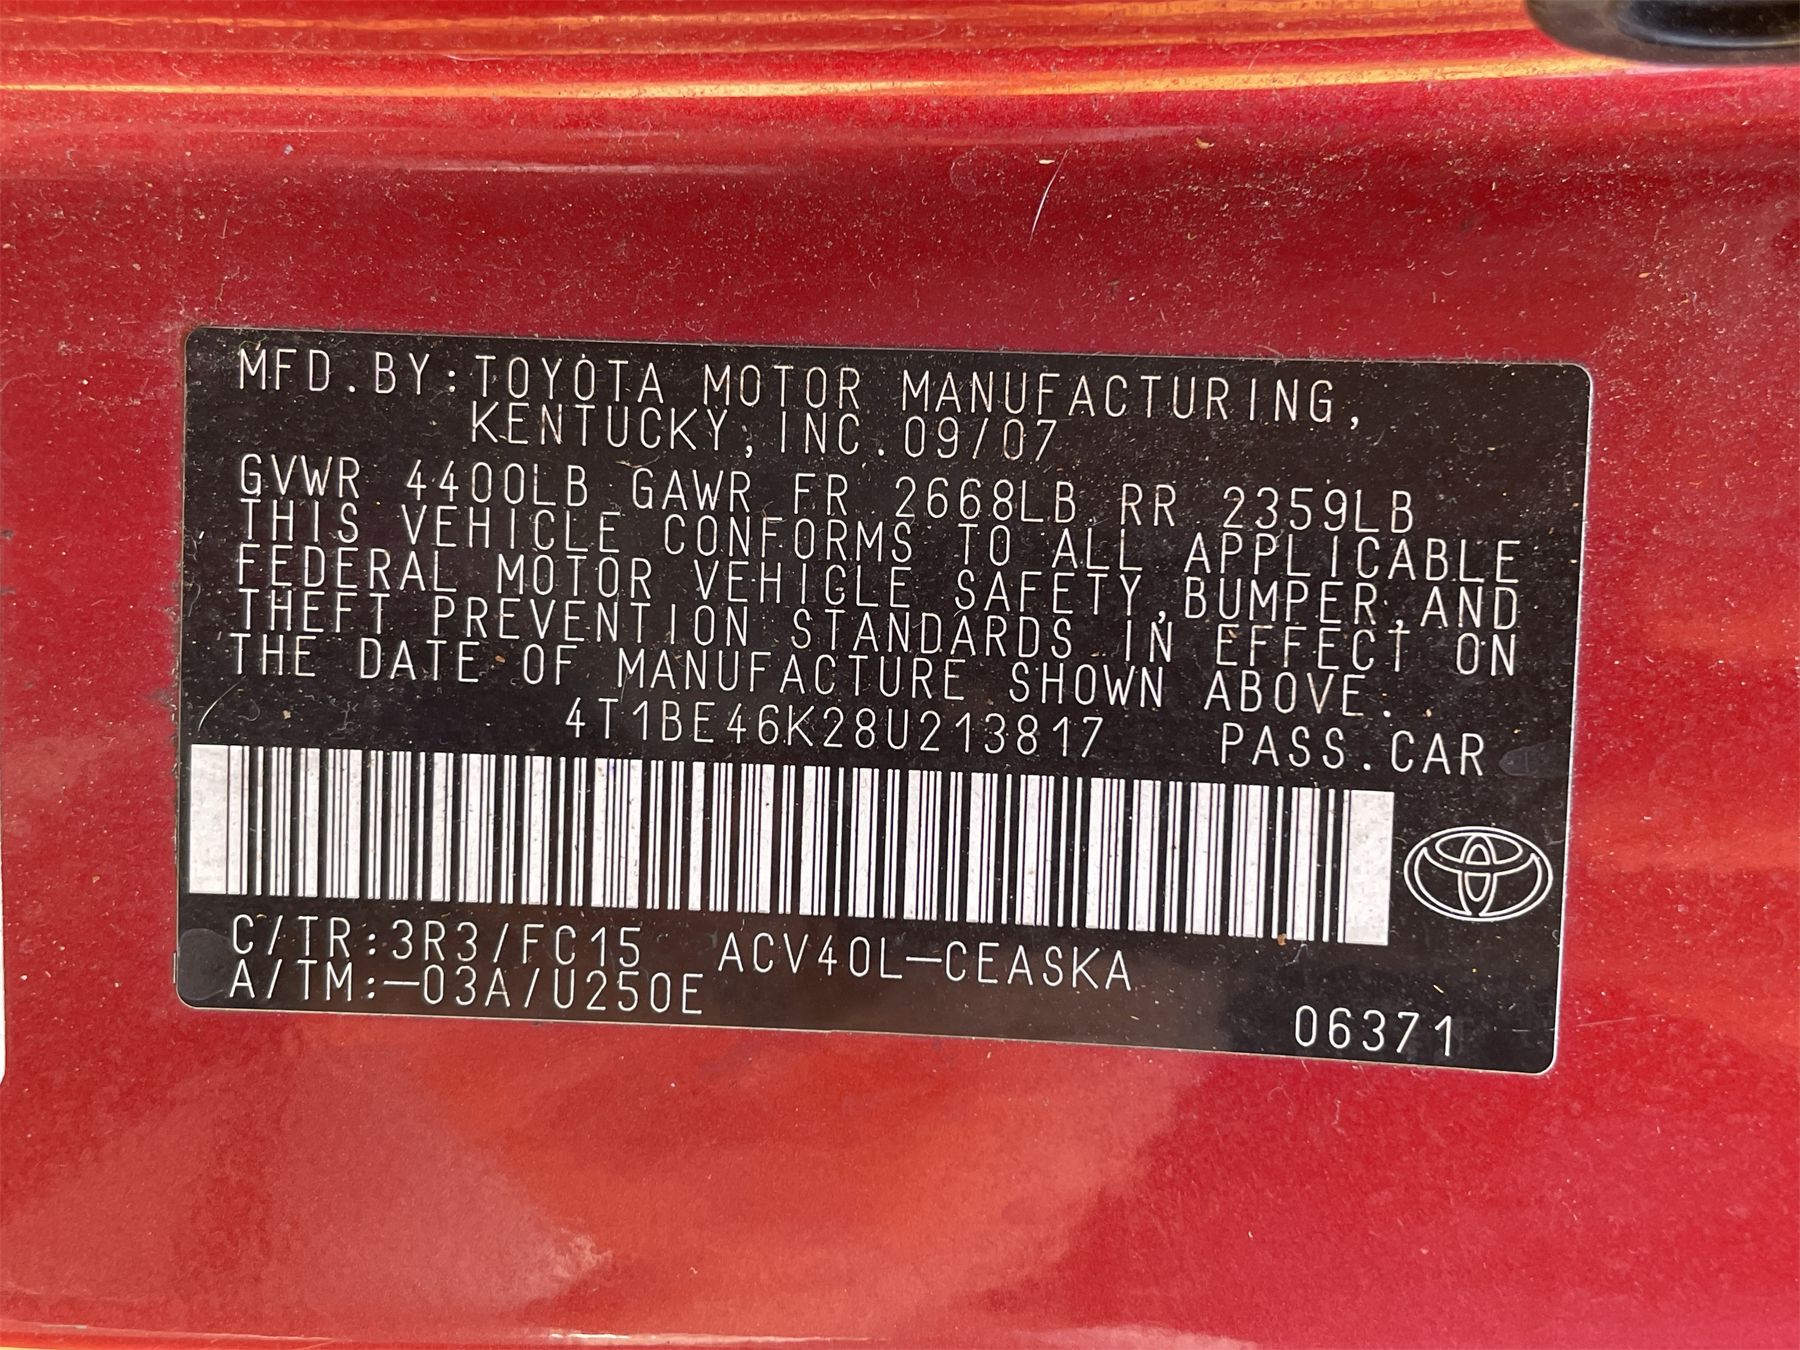 MFD.BY:TOYOTA MOTOR MANUFACTURING,
KENTUCKY,INC.09/07
GVWR 4400LB GAWR FR 2668LB RR 2359LB
THIS VEHICLE CONFORMS TO ALL APPLICABLE
FEDERAL MOTOR VEHICLE SAFETY,BUMPER,AND
THEFT PREVENTION STANDARDS IN EFFECT ON
THE DATE OF MANUFACTURE SHOWN ABOVE.
4T1BE46K28U213817 PASS.CAR
C/TR:3R3/FC15 ACV40L-CEASKA
A/TM:-03A/U250E
06371